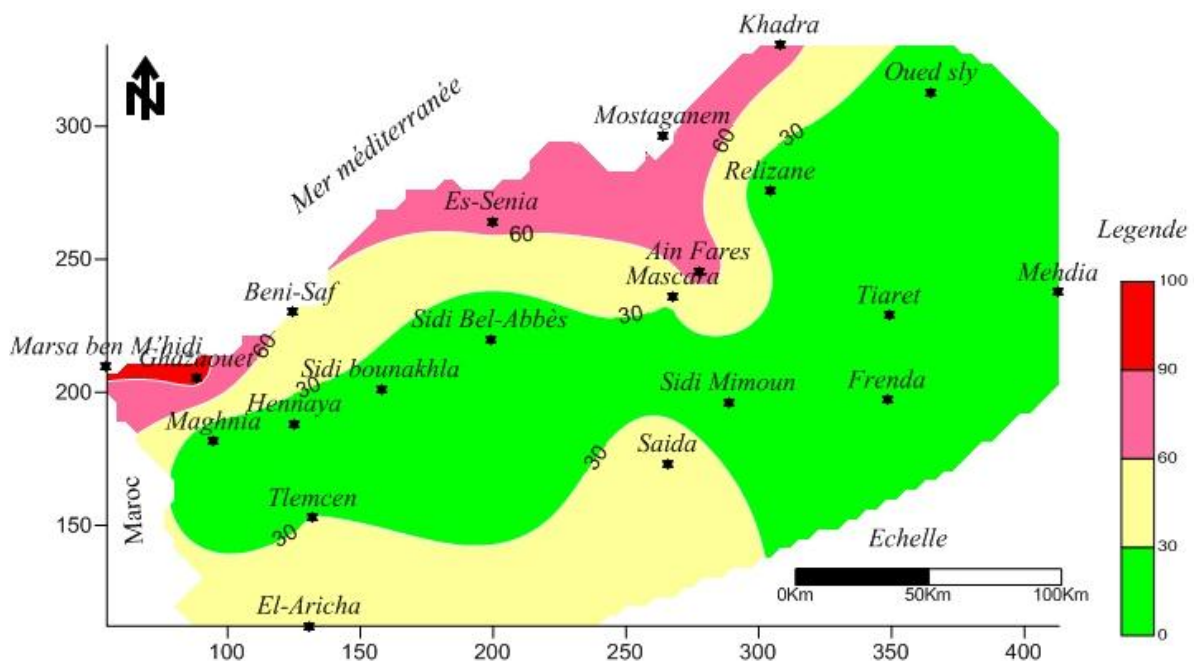 Khadra
N
Oued sly
Mer méditerranée
Mostaganem
300
60
30
Relizane
Es-Senia
60
Legende
250
Ain Fares
Mascara
Mehdia
100
Beni-Saf
Tiaret
30
Sidi Bel-Abbès
60
Marsa ben M'hidi
Ghazaouet
Sidi bounakhla
90
200
30
Hennaya
Sidi Mimoun
Frenda
Maghnia
60
30
Saida
Maroc
Tlemcen
150
30
Echelle
30
0Km 50Km 100Km
El-Aricha
0
100 150 200 250 300 350 400